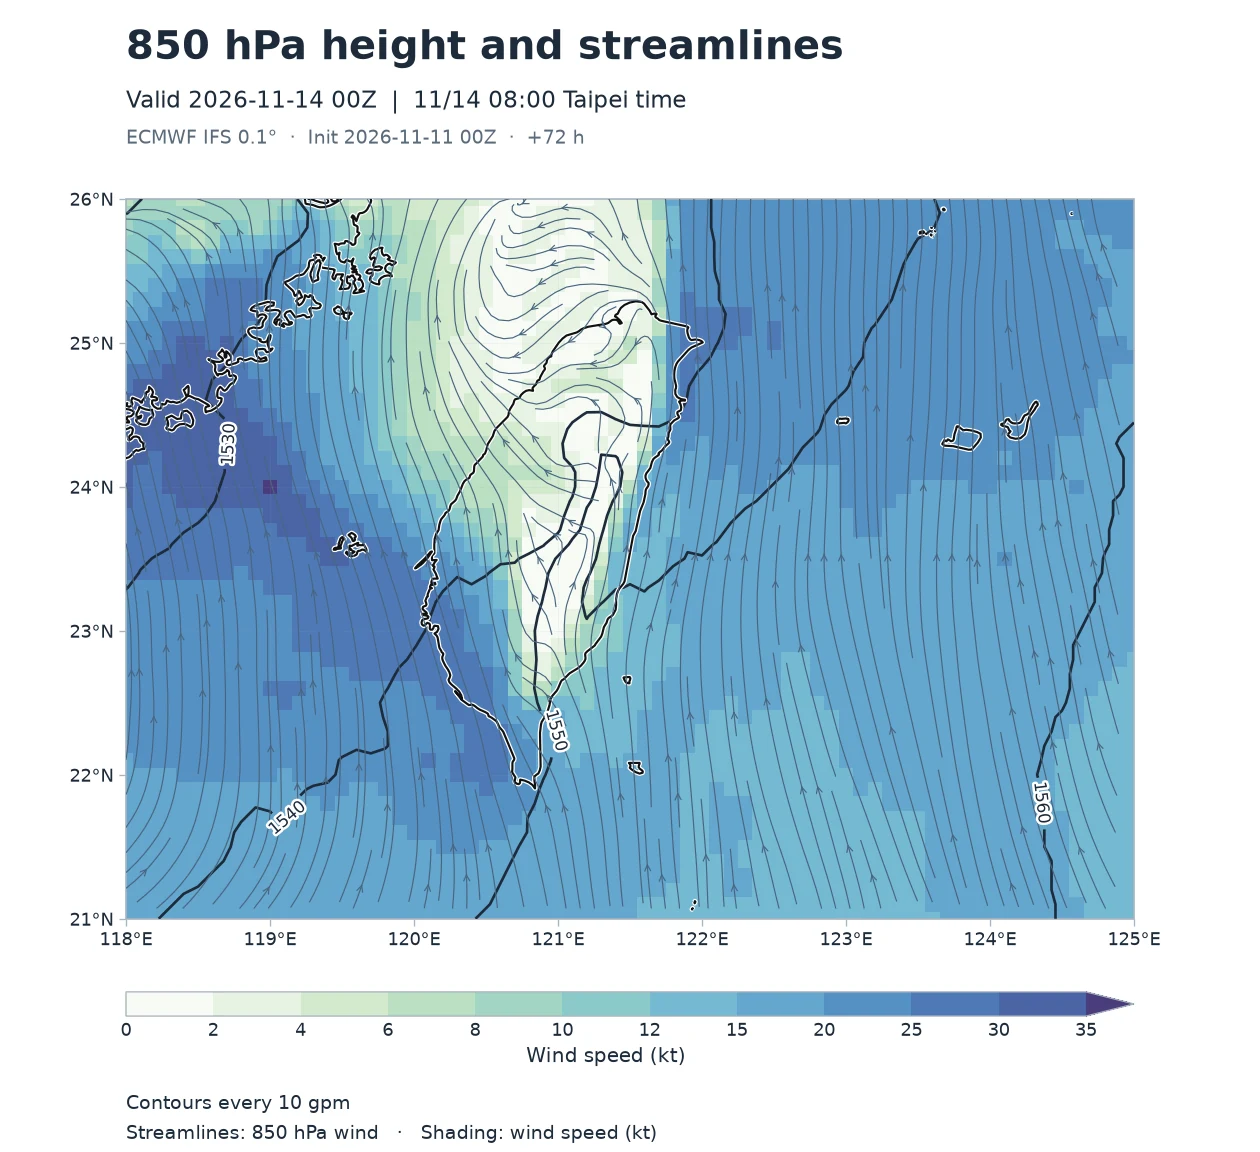 850 hPa height and streamlines
Valid 2026-11-14 00Z | 11/14 08:00 Taipei time
ECMWF IFS 0.1° · Init 2026-11-11 00Z · +72 h
26°N
25°N
24°N
23°N
22°N
21°N
1530
1540
1550
1560
118°E 119°E 120°E 121°E 122°E 123°E 124°E 125°E
0 2 4 6 8 10 12 15 20 25 30 35
Wind speed (kt)
Contours every 10 gpm
Streamlines: 850 hPa wind · Shading: wind speed (kt)